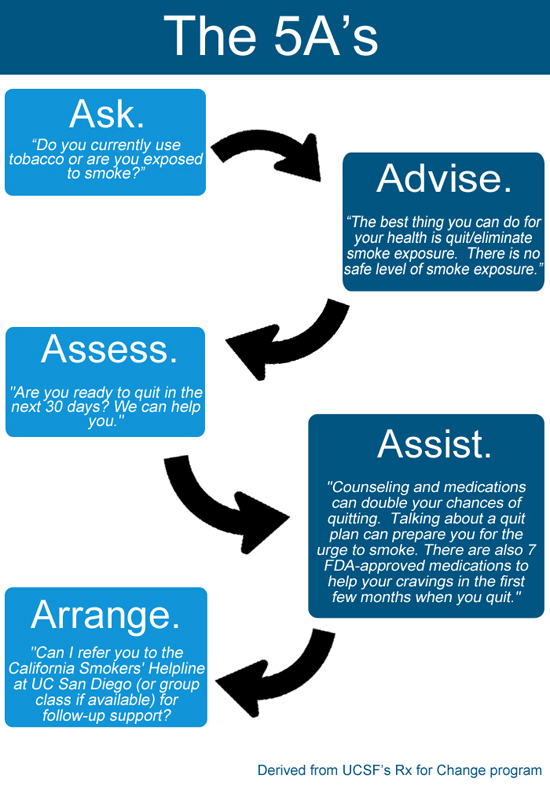 The 5A's
Ask.
“Do you currently use
tobacco or are you exposed
to smoke?”
Advise.
“The best thing you can do for
your health is quit/eliminate
smoke exposure.  There is no
safe level of smoke exposure.”
Assess.
"Are you ready to quit in the
next 30 days? We can help
you."
Assist.
"Counseling and medications
can double your chances of
quitting.  Talking about a quit
plan can prepare you for the
urge to smoke. There are also 7
FDA-approved medications to
help your cravings in the first
few months when you quit."
Arrange.
"Can I refer you to the
California Smokers' Helpline
at UC San Diego (or group
class if available) for
follow-up support?
Derived from UCSF's Rx for Change program